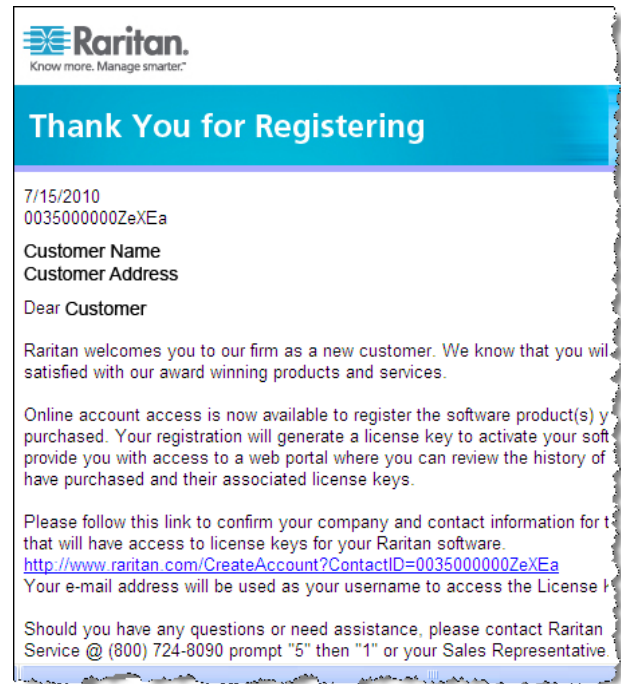 Raritan.
Know more. Manage smarter.™
Thank You for Registering
7/15/2010
0035000000ZeXEa
Customer Name
Customer Address
Dear Customer
Raritan welcomes you to our firm as a new customer. We know that you wil
satisfied with our award winning products and services.
Online account access is now available to register the software product(s) y
purchased. Your registration will generate a license key to activate your soft
provide you with access to a web portal where you can review the history of
have purchased and their associated license keys.
Please follow this link to confirm your company and contact information for t
that will have access to license keys for your Raritan software.
http://www.raritan.com/CreateAccount?ContactID=0035000000ZeXEa
Your e-mail address will be used as your username to access the License
Should you have any questions or need assistance, please contact Raritan
Service @ (800) 724-8090 prompt "5" then "1" or your Sales Representative.